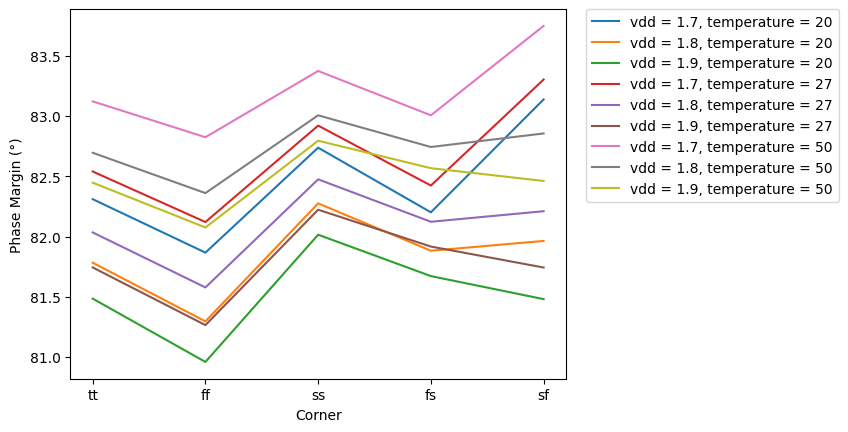 83.5
83.0
82.5
82.0
81.5
81.0
Phase Margin (°)
tt ff ss fs sf
Corner
vdd = 1.7, temperature = 20
vdd = 1.8, temperature = 20
vdd = 1.9, temperature = 20
vdd = 1.7, temperature = 27
vdd = 1.8, temperature = 27
vdd = 1.9, temperature = 27
vdd = 1.7, temperature = 50
vdd = 1.8, temperature = 50
vdd = 1.9, temperature = 50